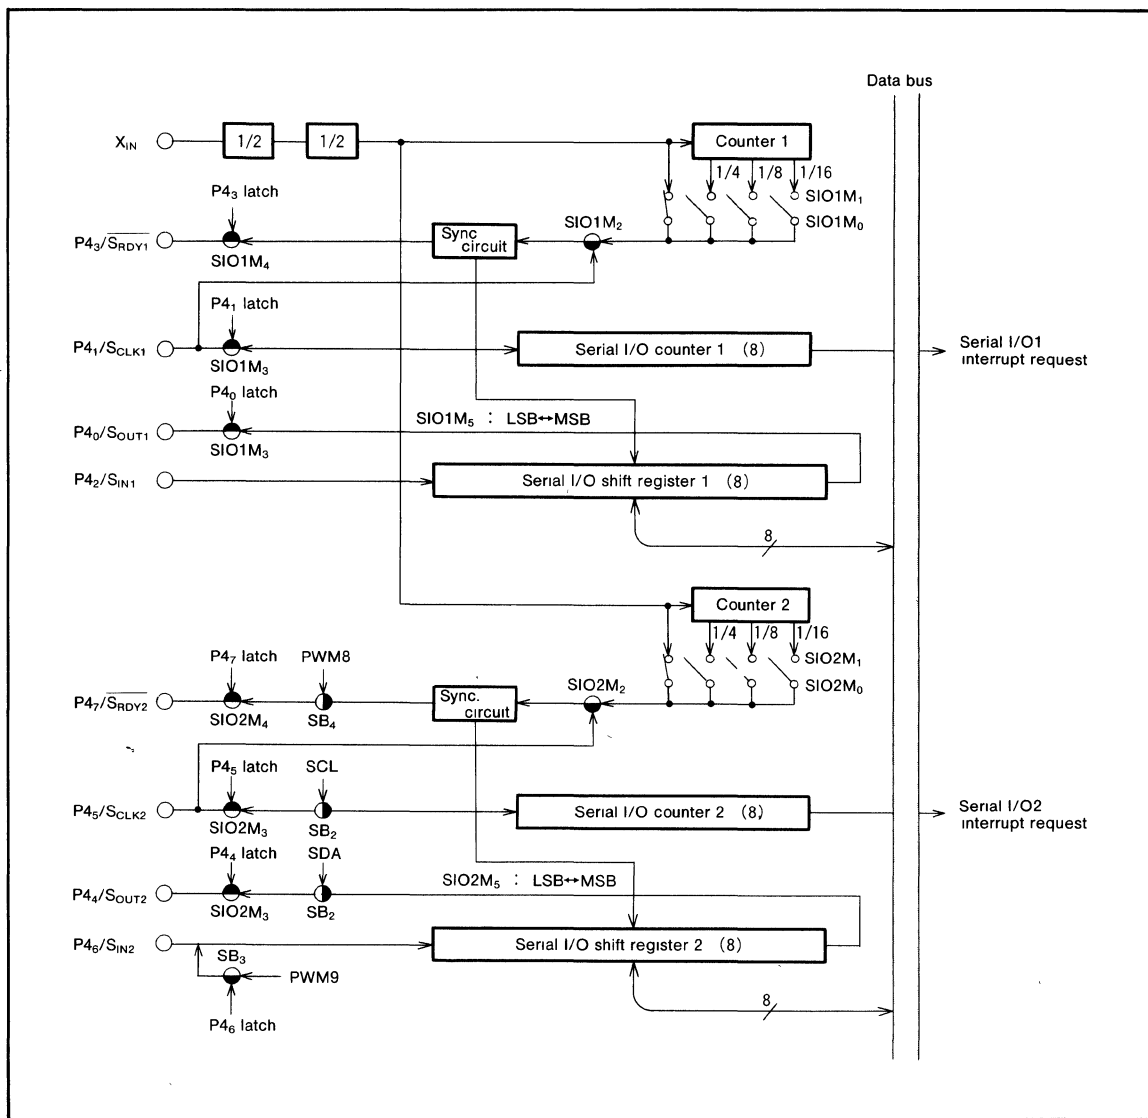 Data bus
X_IN 1/2 1/2 Counter 1
1/4 1/8 1/16
P4₃ latch
SIO1M₁
SIO1M₂ SIO1M₀
P4₃/S̅R̅D̅Y̅1̅ Sync circuit
SIO1M₄
P4₁ latch
P4₁/SCLK1 Serial I/O counter 1 (8) Serial I/O1 interrupt request
SIO1M₃
P4₀ latch
SIO1M₅ : LSB↔MSB
P4₀/SOUT1
SIO1M₃
P4₂/SIN1 Serial I/O shift register 1 (8)
8
Counter 2
1/4 1/8 1/16
P4₇ latch PWM8 SIO2M₁
SIO2M₂ SIO2M₀
P4₇/S̅R̅D̅Y̅2̅ Sync. circuit
SIO2M₄ SB₄
P4₅ latch SCL
P4₅/SCLK2 Serial I/O counter 2 (8) Serial I/O2 interrupt request
SIO2M₃ SB₂
P4₄ latch SDA
SIO2M₅ : LSB↔MSB
P4₄/SOUT2
SIO2M₃ SB₂
P4₆/SIN2 Serial I/O shift register 2 (8)
SB₃
PWM9
8
P4₆ latch